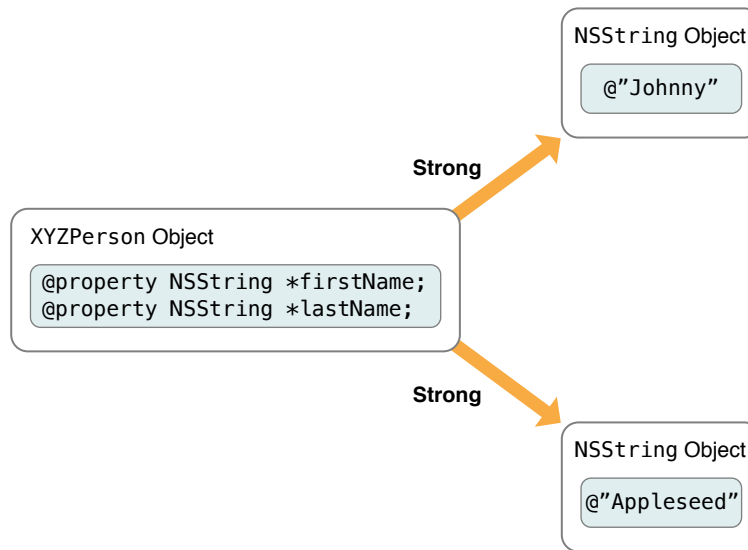 NSString Object
@”Johnny”
Strong
XYZPerson Object
@property NSString *firstName;
@property NSString *lastName;
Strong
NSString Object
@”Appleseed”